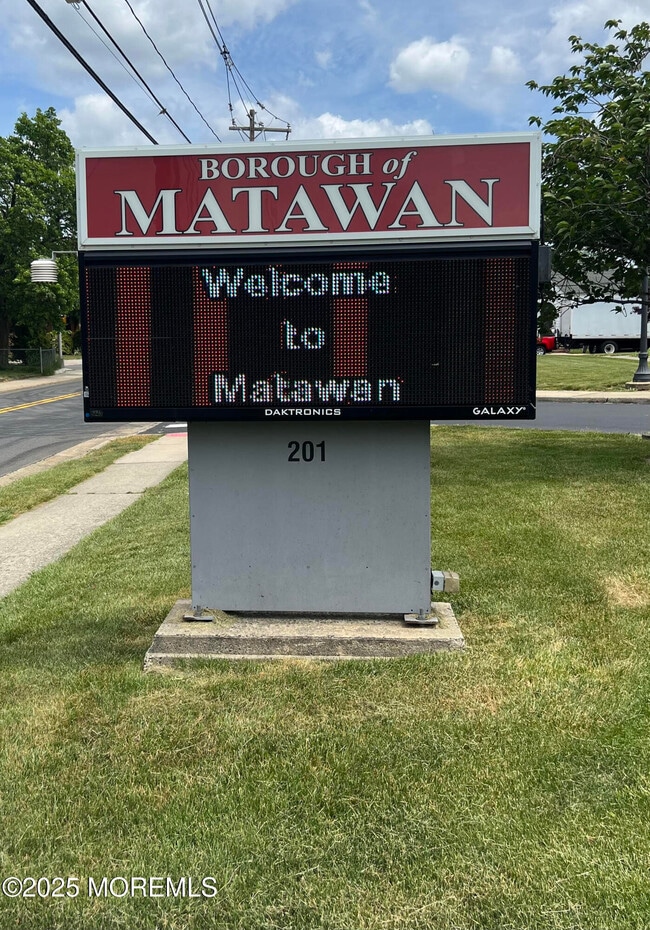 BOROUGH of
MATAWAN
Welcome
to
Matawan
DAKTRONICS
GALAXY®
201
©2025 MOREMLS